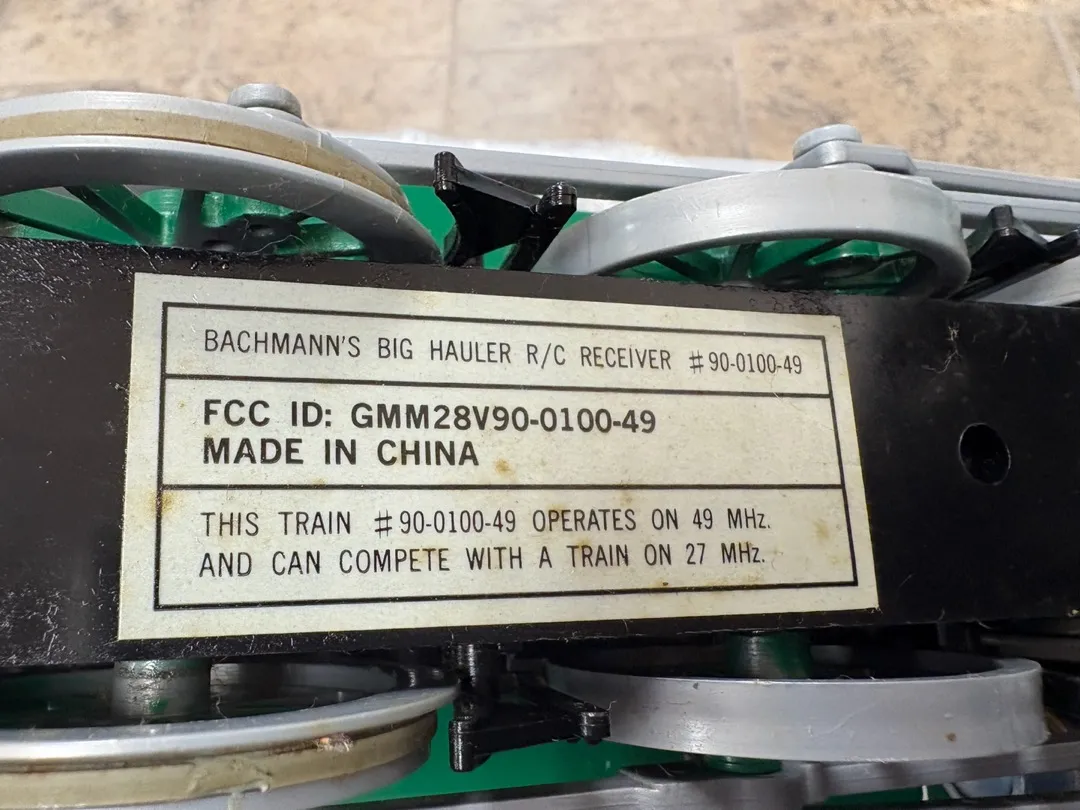 BACHMANN'S BIG HAULER R/C RECEIVER #90-0100-49
FCC ID: GMM28V90-0100-49
MADE IN CHINA
THIS TRAIN #90-0100-49 OPERATES ON 49 MHz.
AND CAN COMPETE WITH A TRAIN ON 27 MHz.